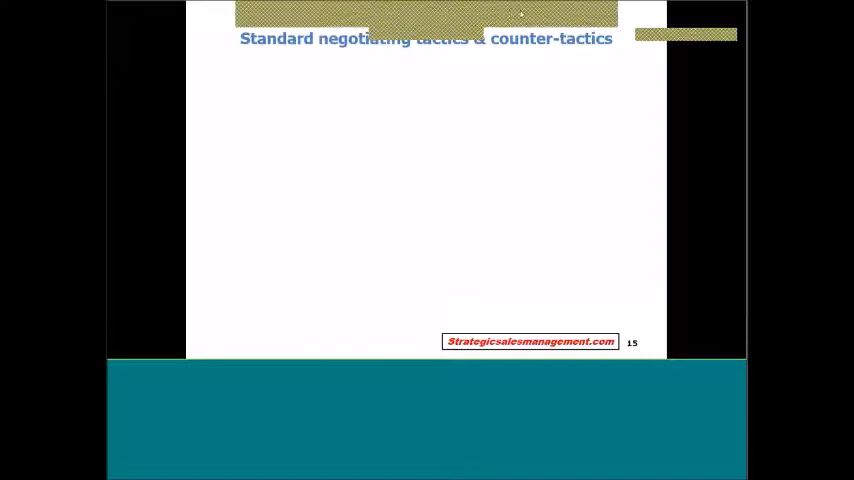 Standard negotiating tactics & counter-tactics
Strategicsalesmanagement.com
15